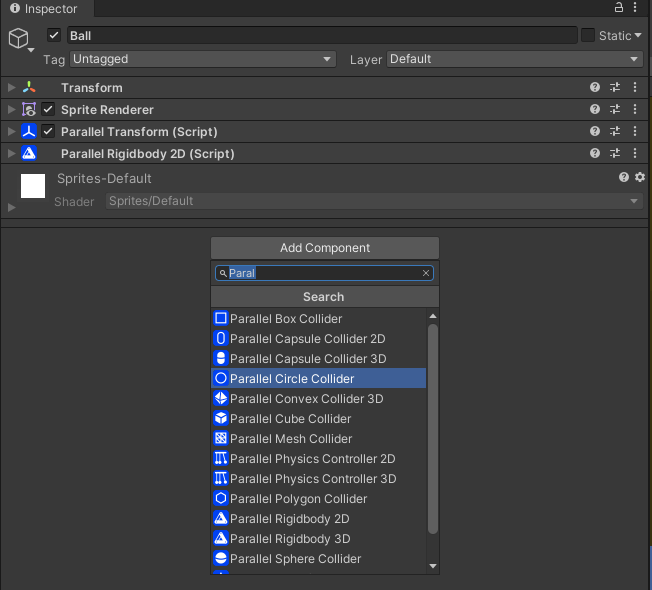 Inspector
Ball
Static
Tag Untagged Layer Default
Transform
Sprite Renderer
Parallel Transform (Script)
Parallel Rigidbody 2D (Script)
Sprites-Default
Shader Sprites/Default
Add Component
Paral
Search
Parallel Box Collider
Parallel Capsule Collider 2D
Parallel Capsule Collider 3D
Parallel Circle Collider
Parallel Convex Collider 3D
Parallel Cube Collider
Parallel Mesh Collider
Parallel Physics Controller 2D
Parallel Physics Controller 3D
Parallel Polygon Collider
Parallel Rigidbody 2D
Parallel Rigidbody 3D
Parallel Sphere Collider